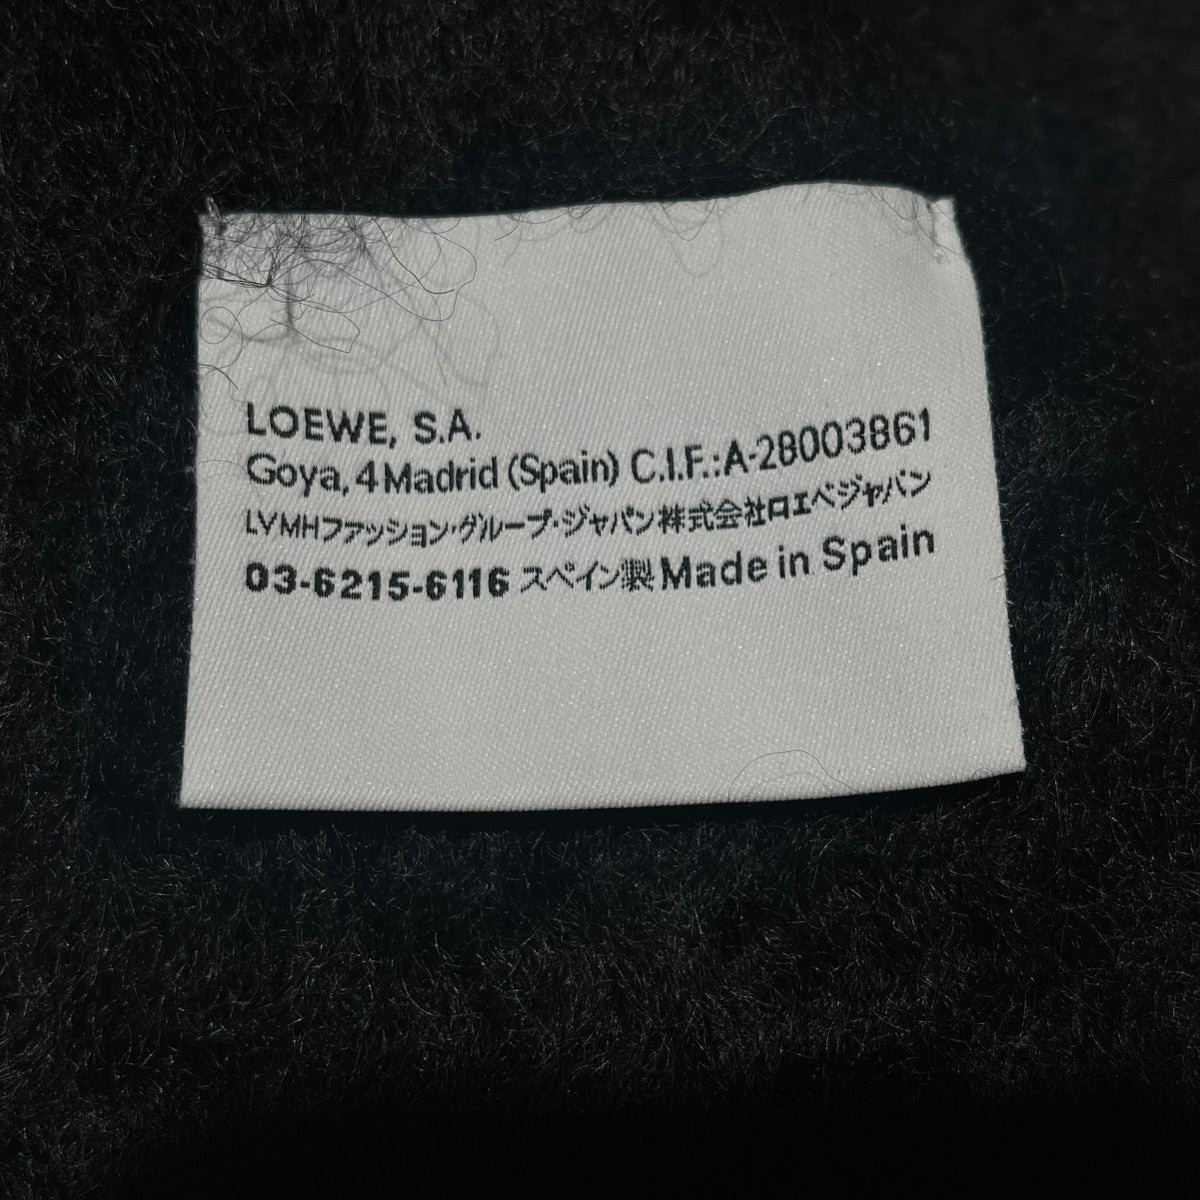 LOEWE, S.A.
Goya, 4 Madrid (Spain) C.I.F.:A-28003861
LVMHファッション・グループ・ジャパン株式会社ロエベジャパン
03-6215-6116 スペイン製 Made in Spain